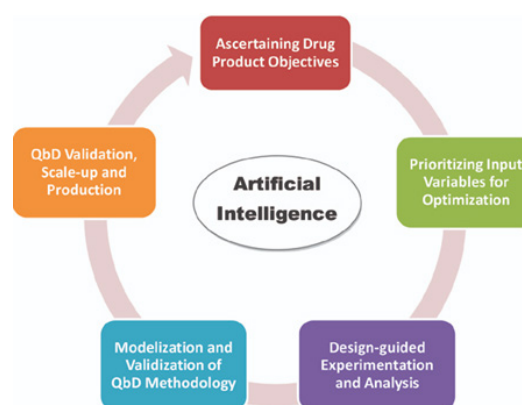 Ascertaining Drug
Product Objectives
Prioritizing Input
Variables for
Optimization
Design-guided
Experimentation
and Analysis
Modelization and
Validization of
QbD Methodology
QbD Validation,
Scale-up and
Production
Artificial
Intelligence